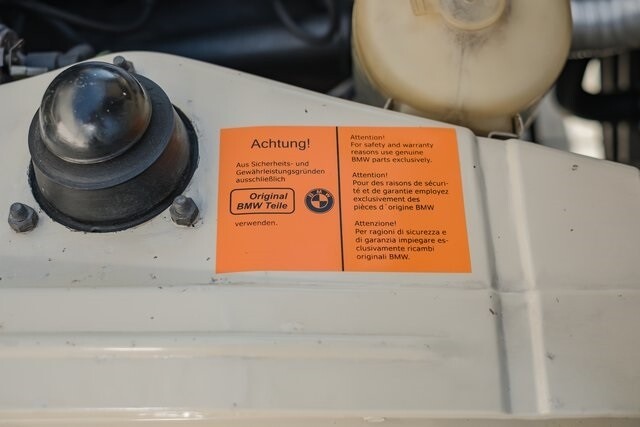 Achtung!
Aus Sicherheits- und
Gewährleistungsgründen
ausschließlich
Original
BMW Teile
BMW
verwenden.
Attention!
For safety and warranty
reasons use genuine
BMW parts exclusively.
Attention!
Pour des raisons de sécuri-
té et de garantie employez
exclusivement des
pièces d´origine BMW
Attenzione!
Per ragioni di sicurezza e
di garanzia impiegare es-
clusivamente ricambi
originali BMW.